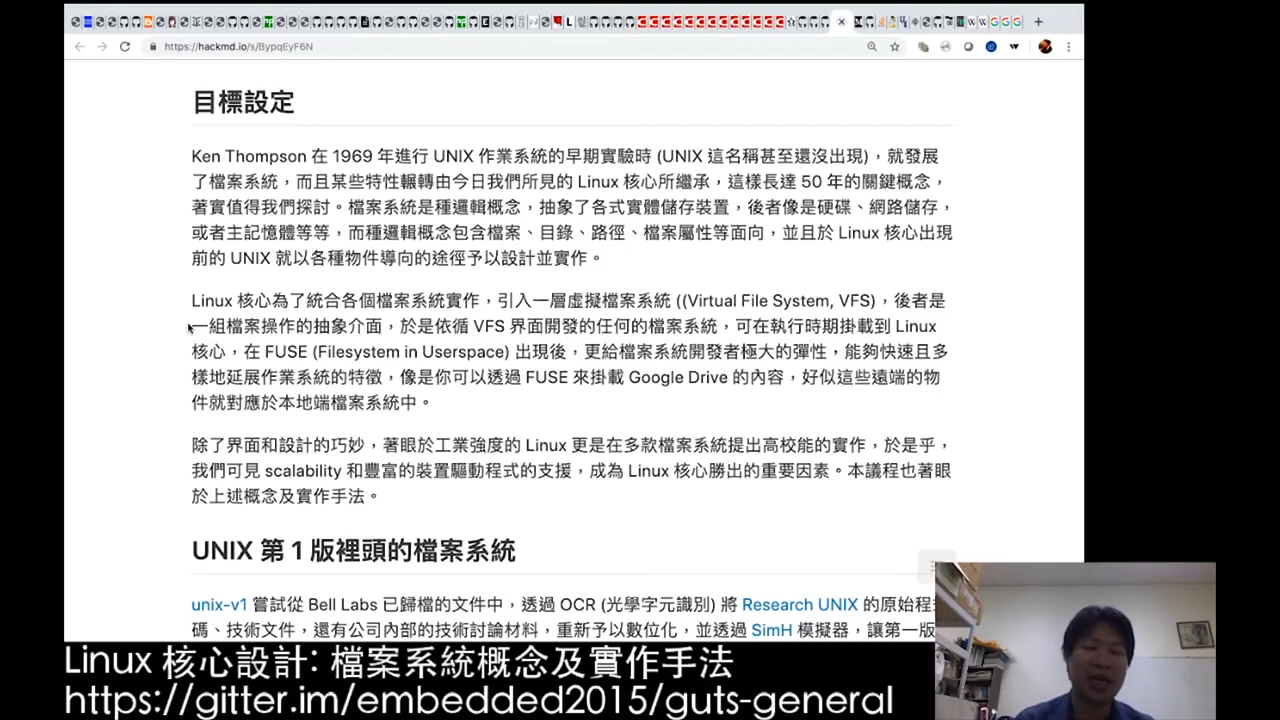 https://hackmd.io/s/BypqEyF6N
目標設定
Ken Thompson 在 1969 年進行 UNIX 作業系統的早期實驗時 (UNIX 這名稱甚至還沒出現)，就發展
了檔案系統，而且某些特性輾轉由今日我們所見的 Linux 核心所繼承，這樣長達 50 年的關鍵概念，
著實值得我們探討。檔案系統是種邏輯概念，抽象了各式實體儲存裝置，後者像是硬碟、網路儲存，
或者主記憶體等等，而種邏輯概念包含檔案、目錄、路徑、檔案屬性等面向，並且於 Linux 核心出現
前的 UNIX 就以各種物件導向的途徑予以設計並實作。
Linux 核心為了統合各個檔案系統實作，引入一層虛擬檔案系統 ((Virtual File System, VFS)，後者是
一組檔案操作的抽象介面，於是依循 VFS 界面開發的任何的檔案系統，可在執行時期掛載到 Linux
核心，在 FUSE (Filesystem in Userspace) 出現後，更給檔案系統開發者極大的彈性，能夠快速且多
樣地延展作業系統的特徵，像是你可以透過 FUSE 來掛載 Google Drive 的內容，好似這些遠端的物
件就對應於本地端檔案系統中。
除了界面和設計的巧妙，著眼於工業強度的 Linux 更是在多款檔案系統提出高校能的實作，於是乎，
我們可見 scalability 和豐富的裝置驅動程式的支援，成為 Linux 核心勝出的重要因素。本議程也著眼
於上述概念及實作手法。
UNIX 第 1 版裡頭的檔案系統
unix-v1 嘗試從 Bell Labs 已歸檔的文件中，透過 OCR (光學字元識別) 將 Research UNIX 的原始程
碼、技術文件，還有公司內部的技術討論材料，重新予以數位化，並透過 SimH 模擬器，讓第一版
Linux 核心設計: 檔案系統概念及實作手法
https://gitter.im/embedded2015/guts-general